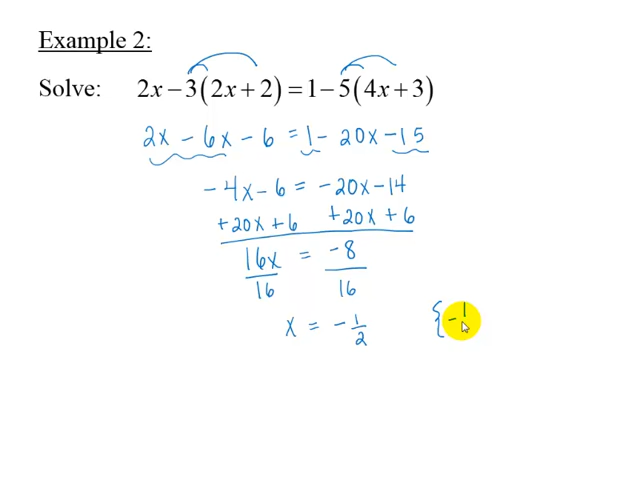 Example 2:
Solve: 2x − 3(2x + 2) = 1 − 5(4x + 3)
2x − 6x − 6 = 1 − 20x − 15
−4x − 6 = −20x − 14
+20x + 6 +20x + 6
16x = −8
16 16
x = −1/2 {−1